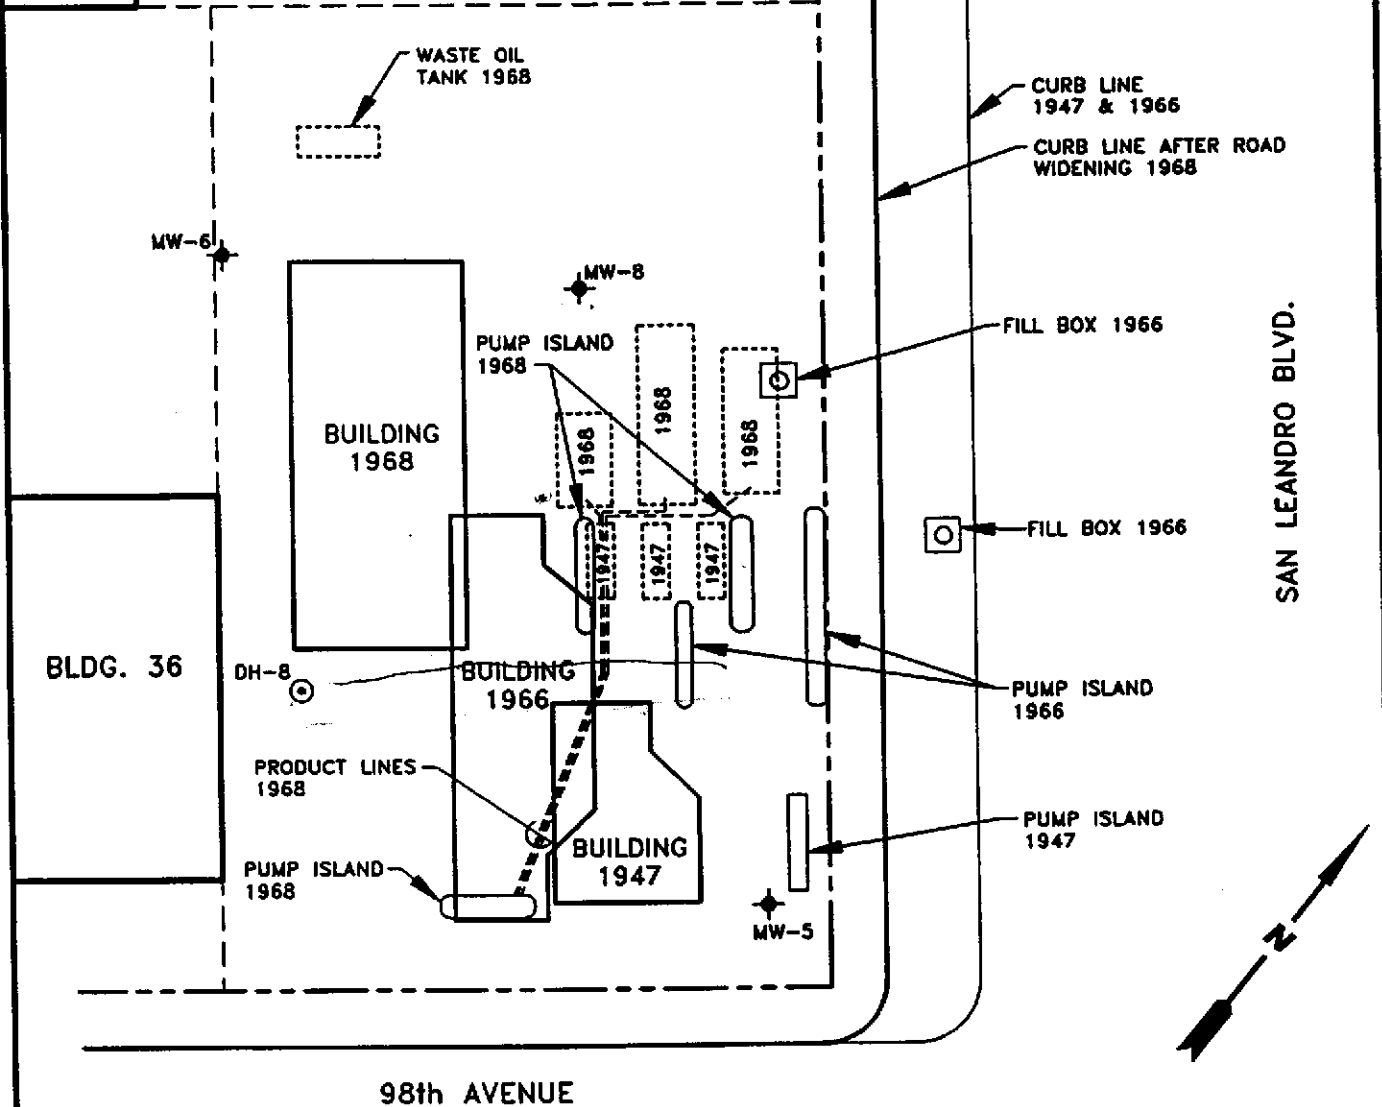 WASTE OIL
TANK 1968
CURB LINE
1947 & 1966
CURB LINE AFTER ROAD
WIDENING 1968
MW-6
MW-8
FILL BOX 1966
PUMP ISLAND
1968
1968
1968
1968
BUILDING
1968
SAN LEANDRO BLVD.
FILL BOX 1966
1947
1947
1947
BLDG. 36
DH-8
BUILDING
1966
PUMP ISLAND
1966
PRODUCT LINES
1968
PUMP ISLAND
1947
BUILDING
1947
PUMP ISLAND
1968
MW-5
N
98th AVENUE